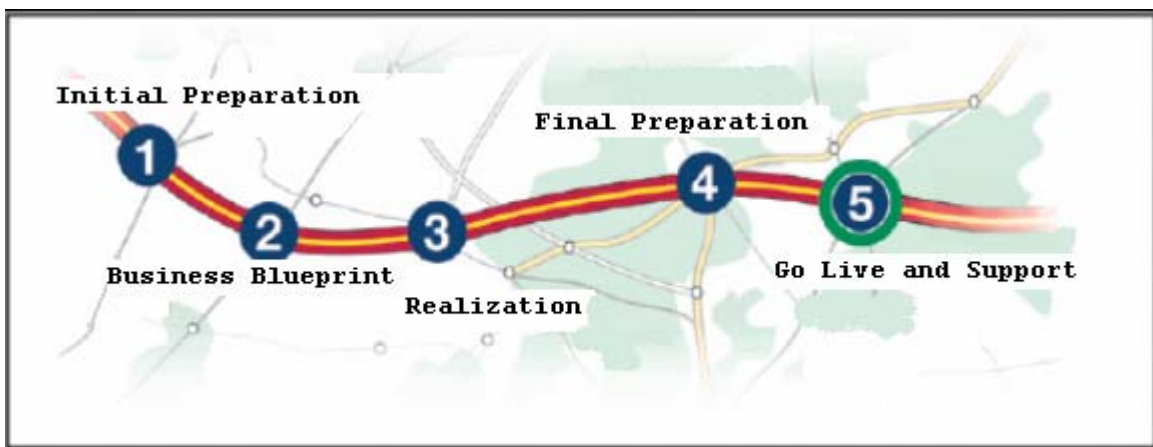 Initial Preparation
1
2
Business Blueprint
3
Realization
Final Preparation
4
5
Go Live and Support